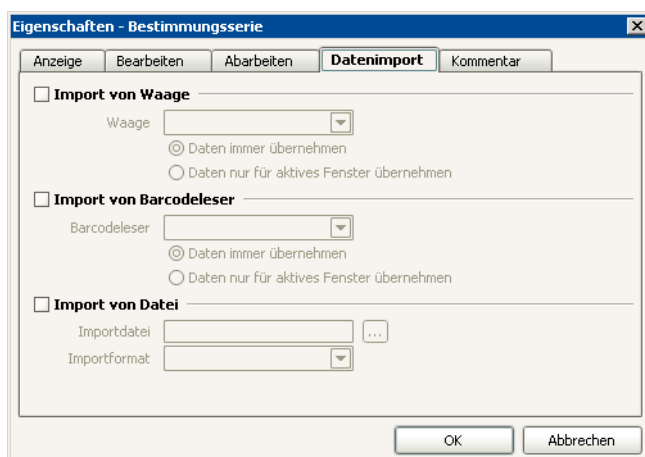 Eigenschaften - Bestimmungsserie
Anzeige Bearbeiten Abarbeiten Datenimport Kommentar
Import von Waage
Waage
Daten immer übernehmen
Daten nur für aktives Fenster übernehmen
Import von Barcodeleser
Barcodeleser
Daten immer übernehmen
Daten nur für aktives Fenster übernehmen
Import von Datei
Importdatei ...
Importformat
OK Abbrechen